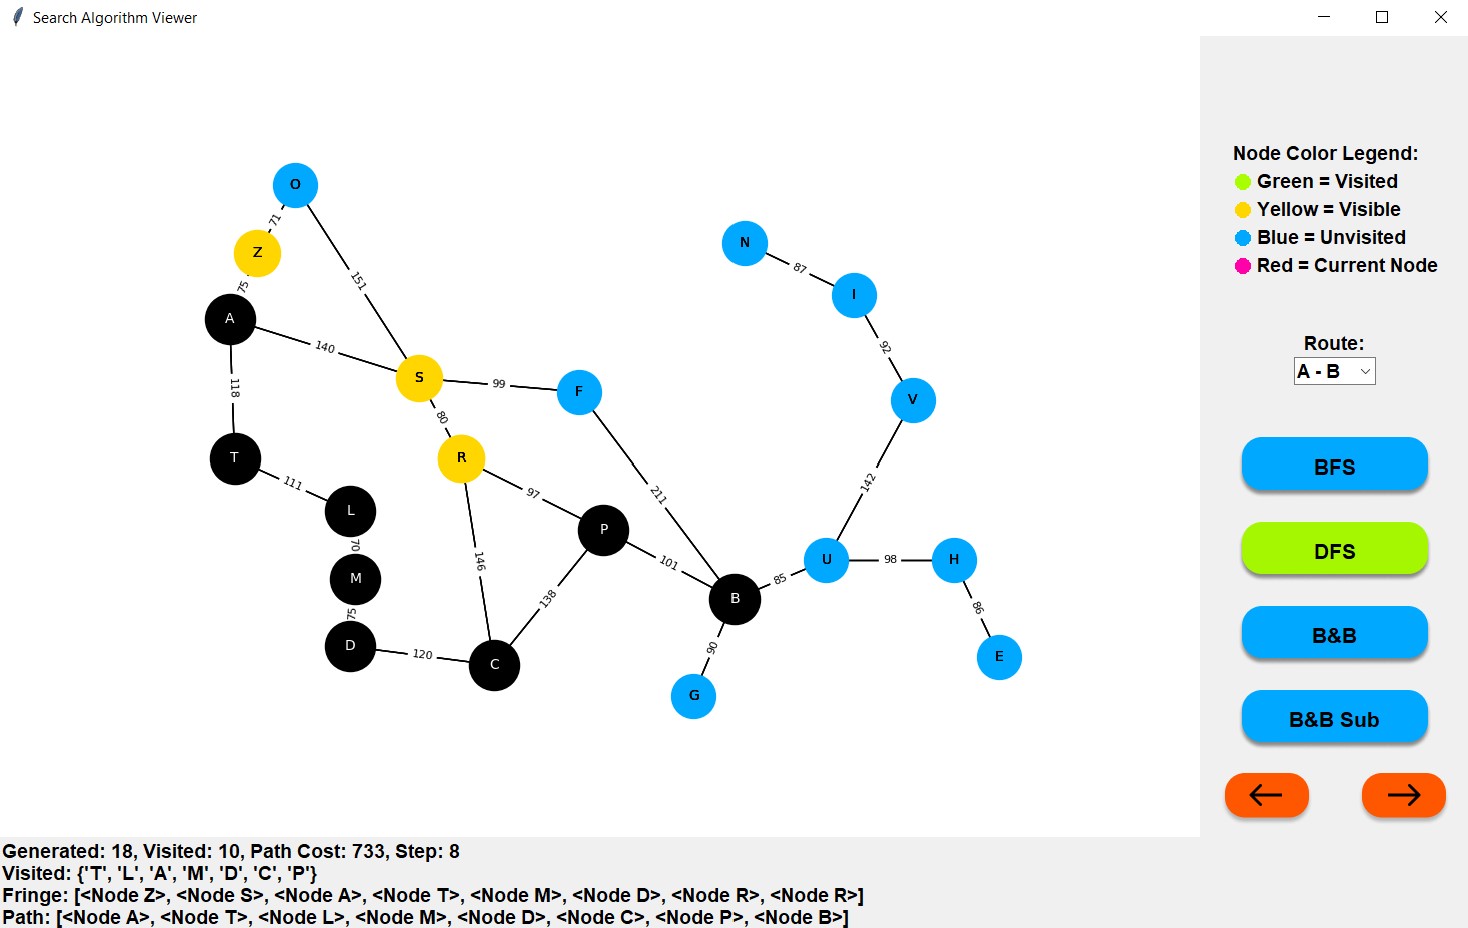 Search Algorithm Viewer
O
71
Z
75
A
151
140
118
S
99
F
80
T
R
111
L
97
211
70
M
146
P
101
75
138
D
120
C
B
85
90
G
N
87
I
92
V
142
U
98
H
86
E
Node Color Legend:
Green = Visited
Yellow = Visible
Blue = Unvisited
Red = Current Node
Route:
A - B
BFS
DFS
B&B
B&B Sub
Generated: 18, Visited: 10, Path Cost: 733, Step: 8
Visited: {'T', 'L', 'A', 'M', 'D', 'C', 'P'}
Fringe: [<Node Z>, <Node S>, <Node A>, <Node T>, <Node M>, <Node D>, <Node R>, <Node R>]
Path: [<Node A>, <Node T>, <Node L>, <Node M>, <Node D>, <Node C>, <Node P>, <Node B>]